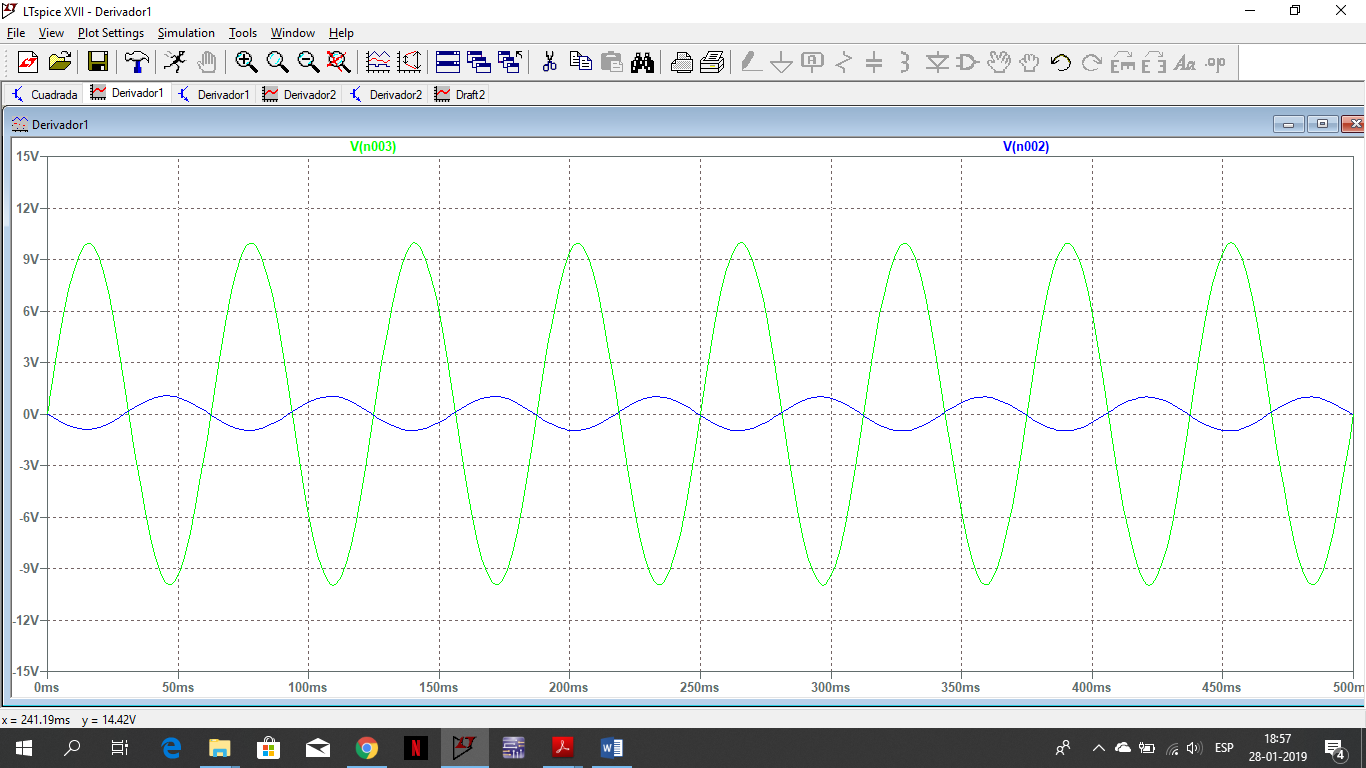 LTspice XVII - Derivador1
File View Plot Settings Simulation Tools Window Help
Cuadrada Derivador1 Derivador1 Derivador2 Derivador2 Draft2
Derivador1
V(n003) V(n002)
15V
12V
9V
6V
3V
0V
-3V
-6V
-9V
-12V
-15V
0ms 50ms 100ms 150ms 200ms 250ms 300ms 350ms 400ms 450ms 500m
x = 241.19ms y = 14.42V
ESP 18:57
28-01-2019 4